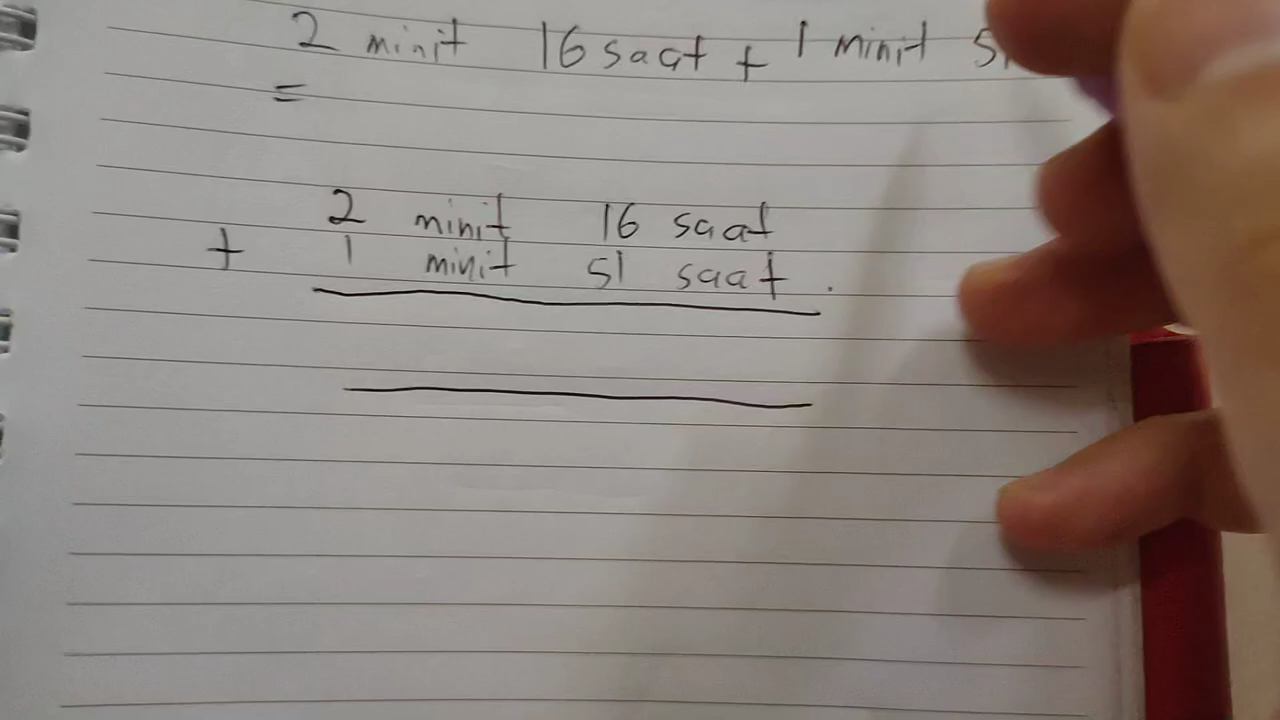 2 minit 16 saat + 1 minit
=
2 minit 16 saat
+ 1 minit 51 saat.